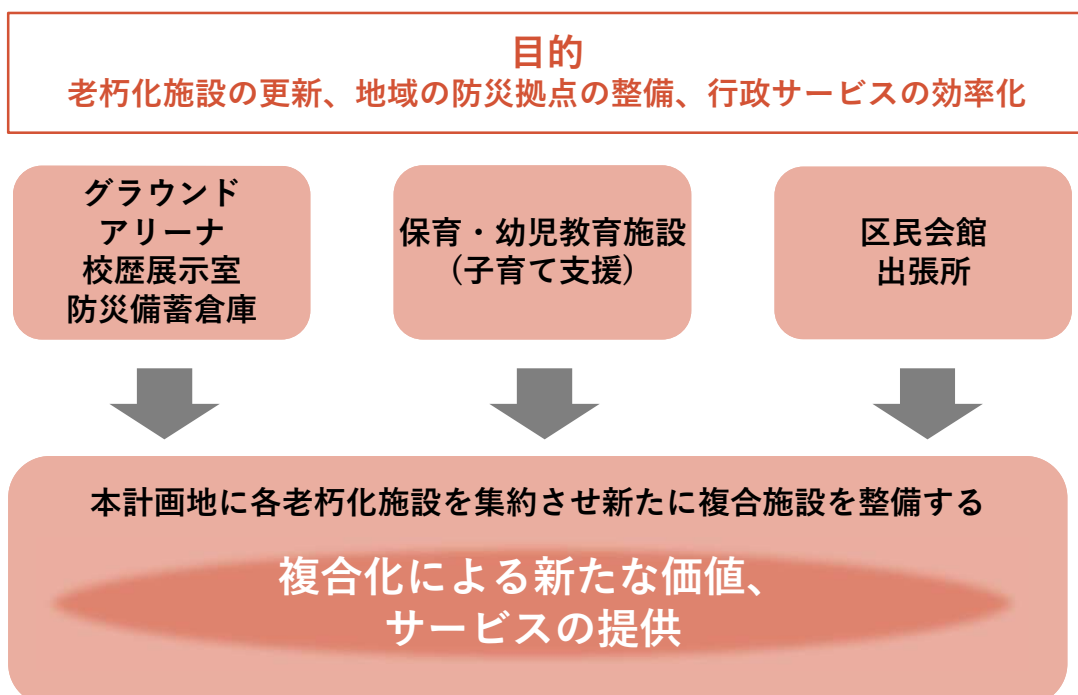 目的
老朽化施設の更新、地域の防災拠点の整備、行政サービスの効率化
グラウンド
アリーナ
校歴展示室
防災備蓄倉庫
保育・幼児教育施設
(子育て支援)
区民会館
出張所
本計画地に各老朽化施設を集約させ新たに複合施設を整備する
複合化による新たな価値、
サービスの提供